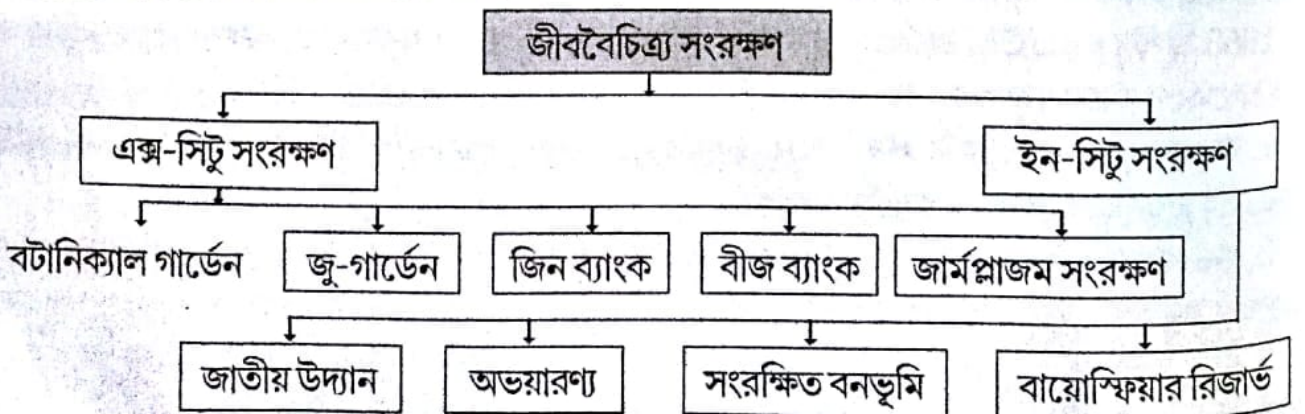 জীববৈচিত্র্য সংরক্ষণ
এক্স-সিটু সংরক্ষণ
ইন-সিটু সংরক্ষণ
বটানিক্যাল গার্ডেন
জু-গার্ডেন
জিন ব্যাংক
বীজ ব্যাংক
জার্মপ্লাজম সংরক্ষণ
জাতীয় উদ্যান
অভয়ারণ্য
সংরক্ষিত বনভূমি
বায়োস্ফিয়ার রিজার্ভ